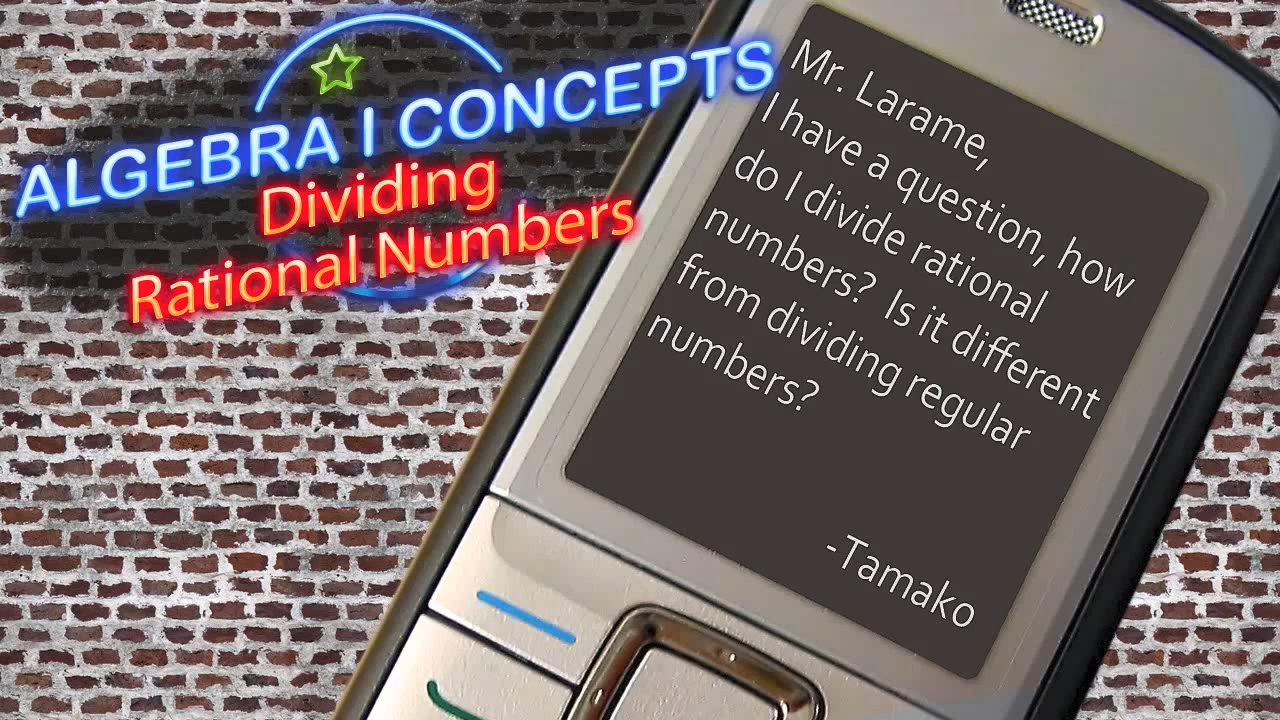 ALGEBRA I CONCEPTS
Dividing
Rational Numbers
Mr. Larame,
I have a question, how
do I divide rational
numbers?  Is it different
from dividing regular
numbers?
-Tamako